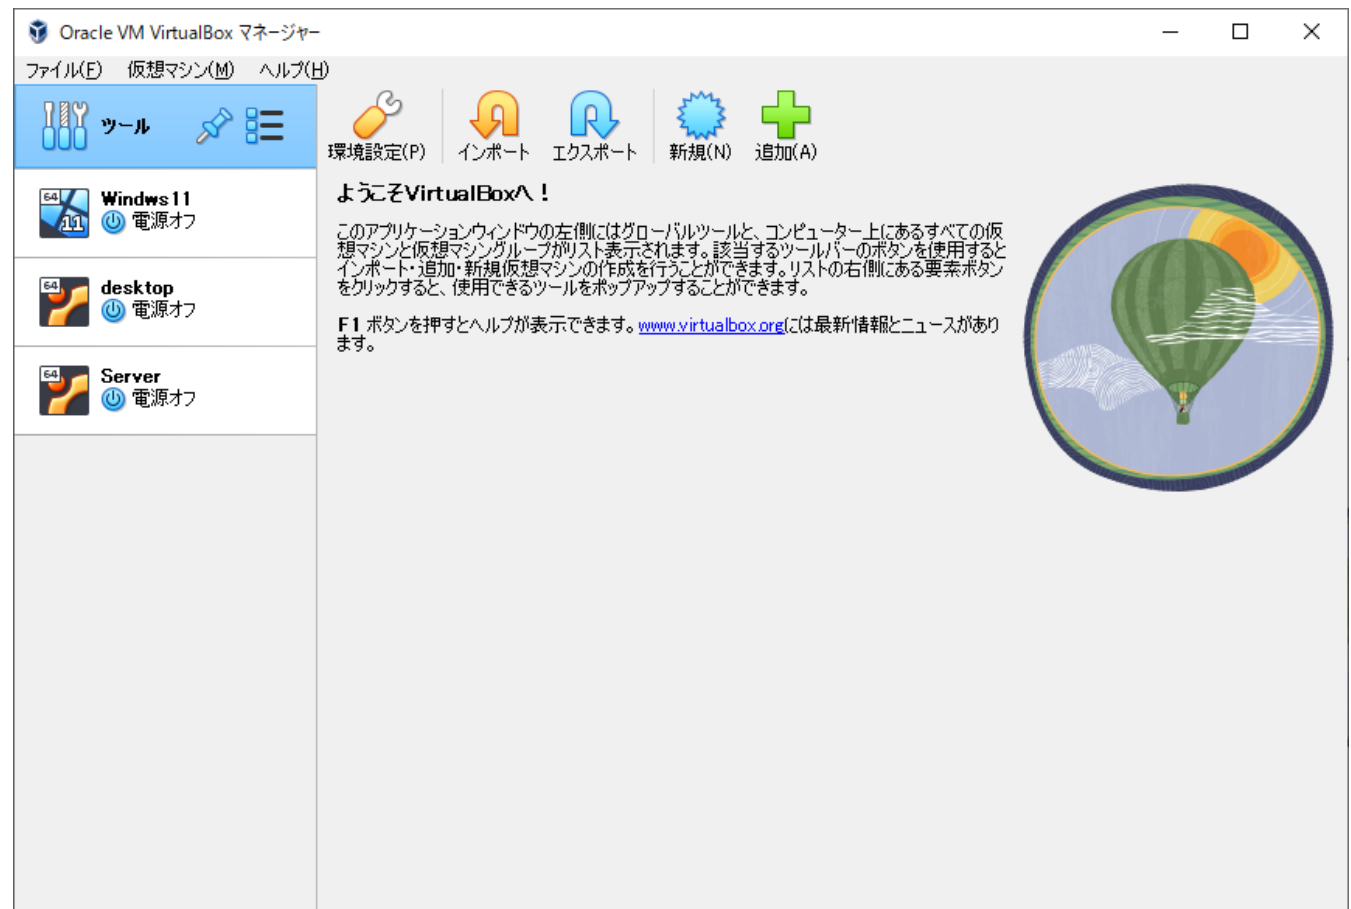 Oracle VM VirtualBox マネージャー
ファイル(F) 仮想マシン(M) ヘルプ(H)
ツール
環境設定(P) インポート エクスポート 新規(N) 追加(A)
64
11
Windws11
電源オフ
64
desktop
電源オフ
64
Server
電源オフ
ようこそVirtualBoxへ！
このアプリケーションウィンドウの左側にはグローバルツールと、コンピューター上にあるすべての仮
想マシンと仮想マシングループがリスト表示されます。該当するツールバーのボタンを使用すると
インポート・追加・新規仮想マシンの作成を行うことができます。リストの右側にある要素ボタン
をクリックすると、使用できるツールをポップアップすることができます。
F1 ボタンを押すとヘルプが表示できます。www.virtualbox.orgには最新情報とニュースがあり
ます。